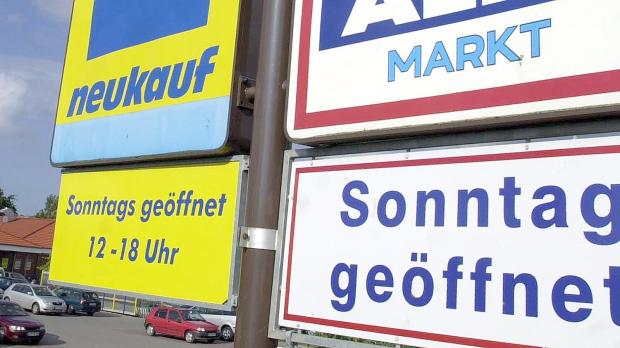 neukauf
Sonntags geöffnet
12-18 Uhr
MARKT
Sonntag
geöffnet